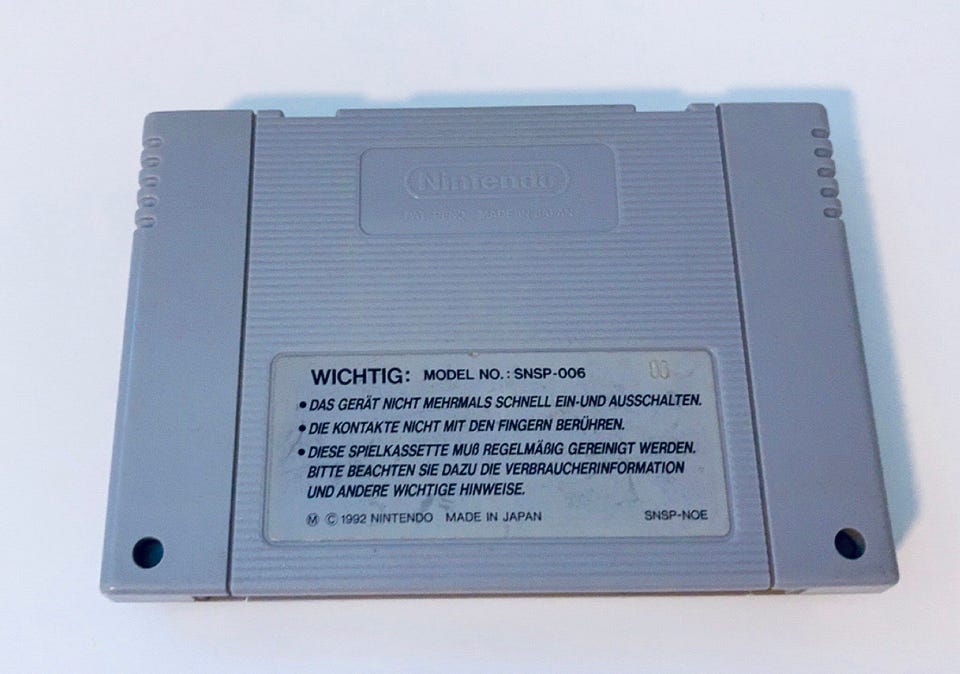 Nintendo
PAT. PEND. MADE IN JAPAN
WICHTIG: MODEL NO.: SNSP-006
00
• DAS GERÄT NICHT MEHRMALS SCHNELL EIN-UND AUSSCHALTEN.
• DIE KONTAKTE NICHT MIT DEN FINGERN BERÜHREN.
• DIESE SPIELKASSETTE MUß REGELMÄßIG GEREINIGT WERDEN.
BITTE BEACHTEN SIE DAZU DIE VERBRAUCHERINFORMATION
UND ANDERE WICHTIGE HINWEISE.
Ⓜ © 1992 NINTENDO MADE IN JAPAN SNSP-NOE